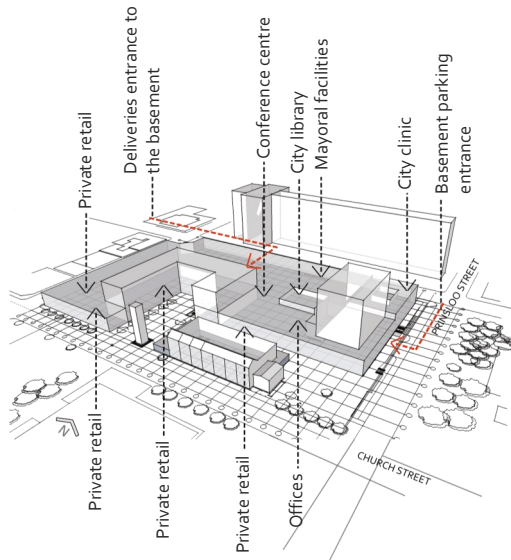 Private retail
Deliveries entrance to
the basement
Conference centre
City library
Mayoral facilities
City clinic
Basement parking
entrance
Private retail
Private retail
Private retail
Offices
N
PRINSLOO STREET
CHURCH STREET